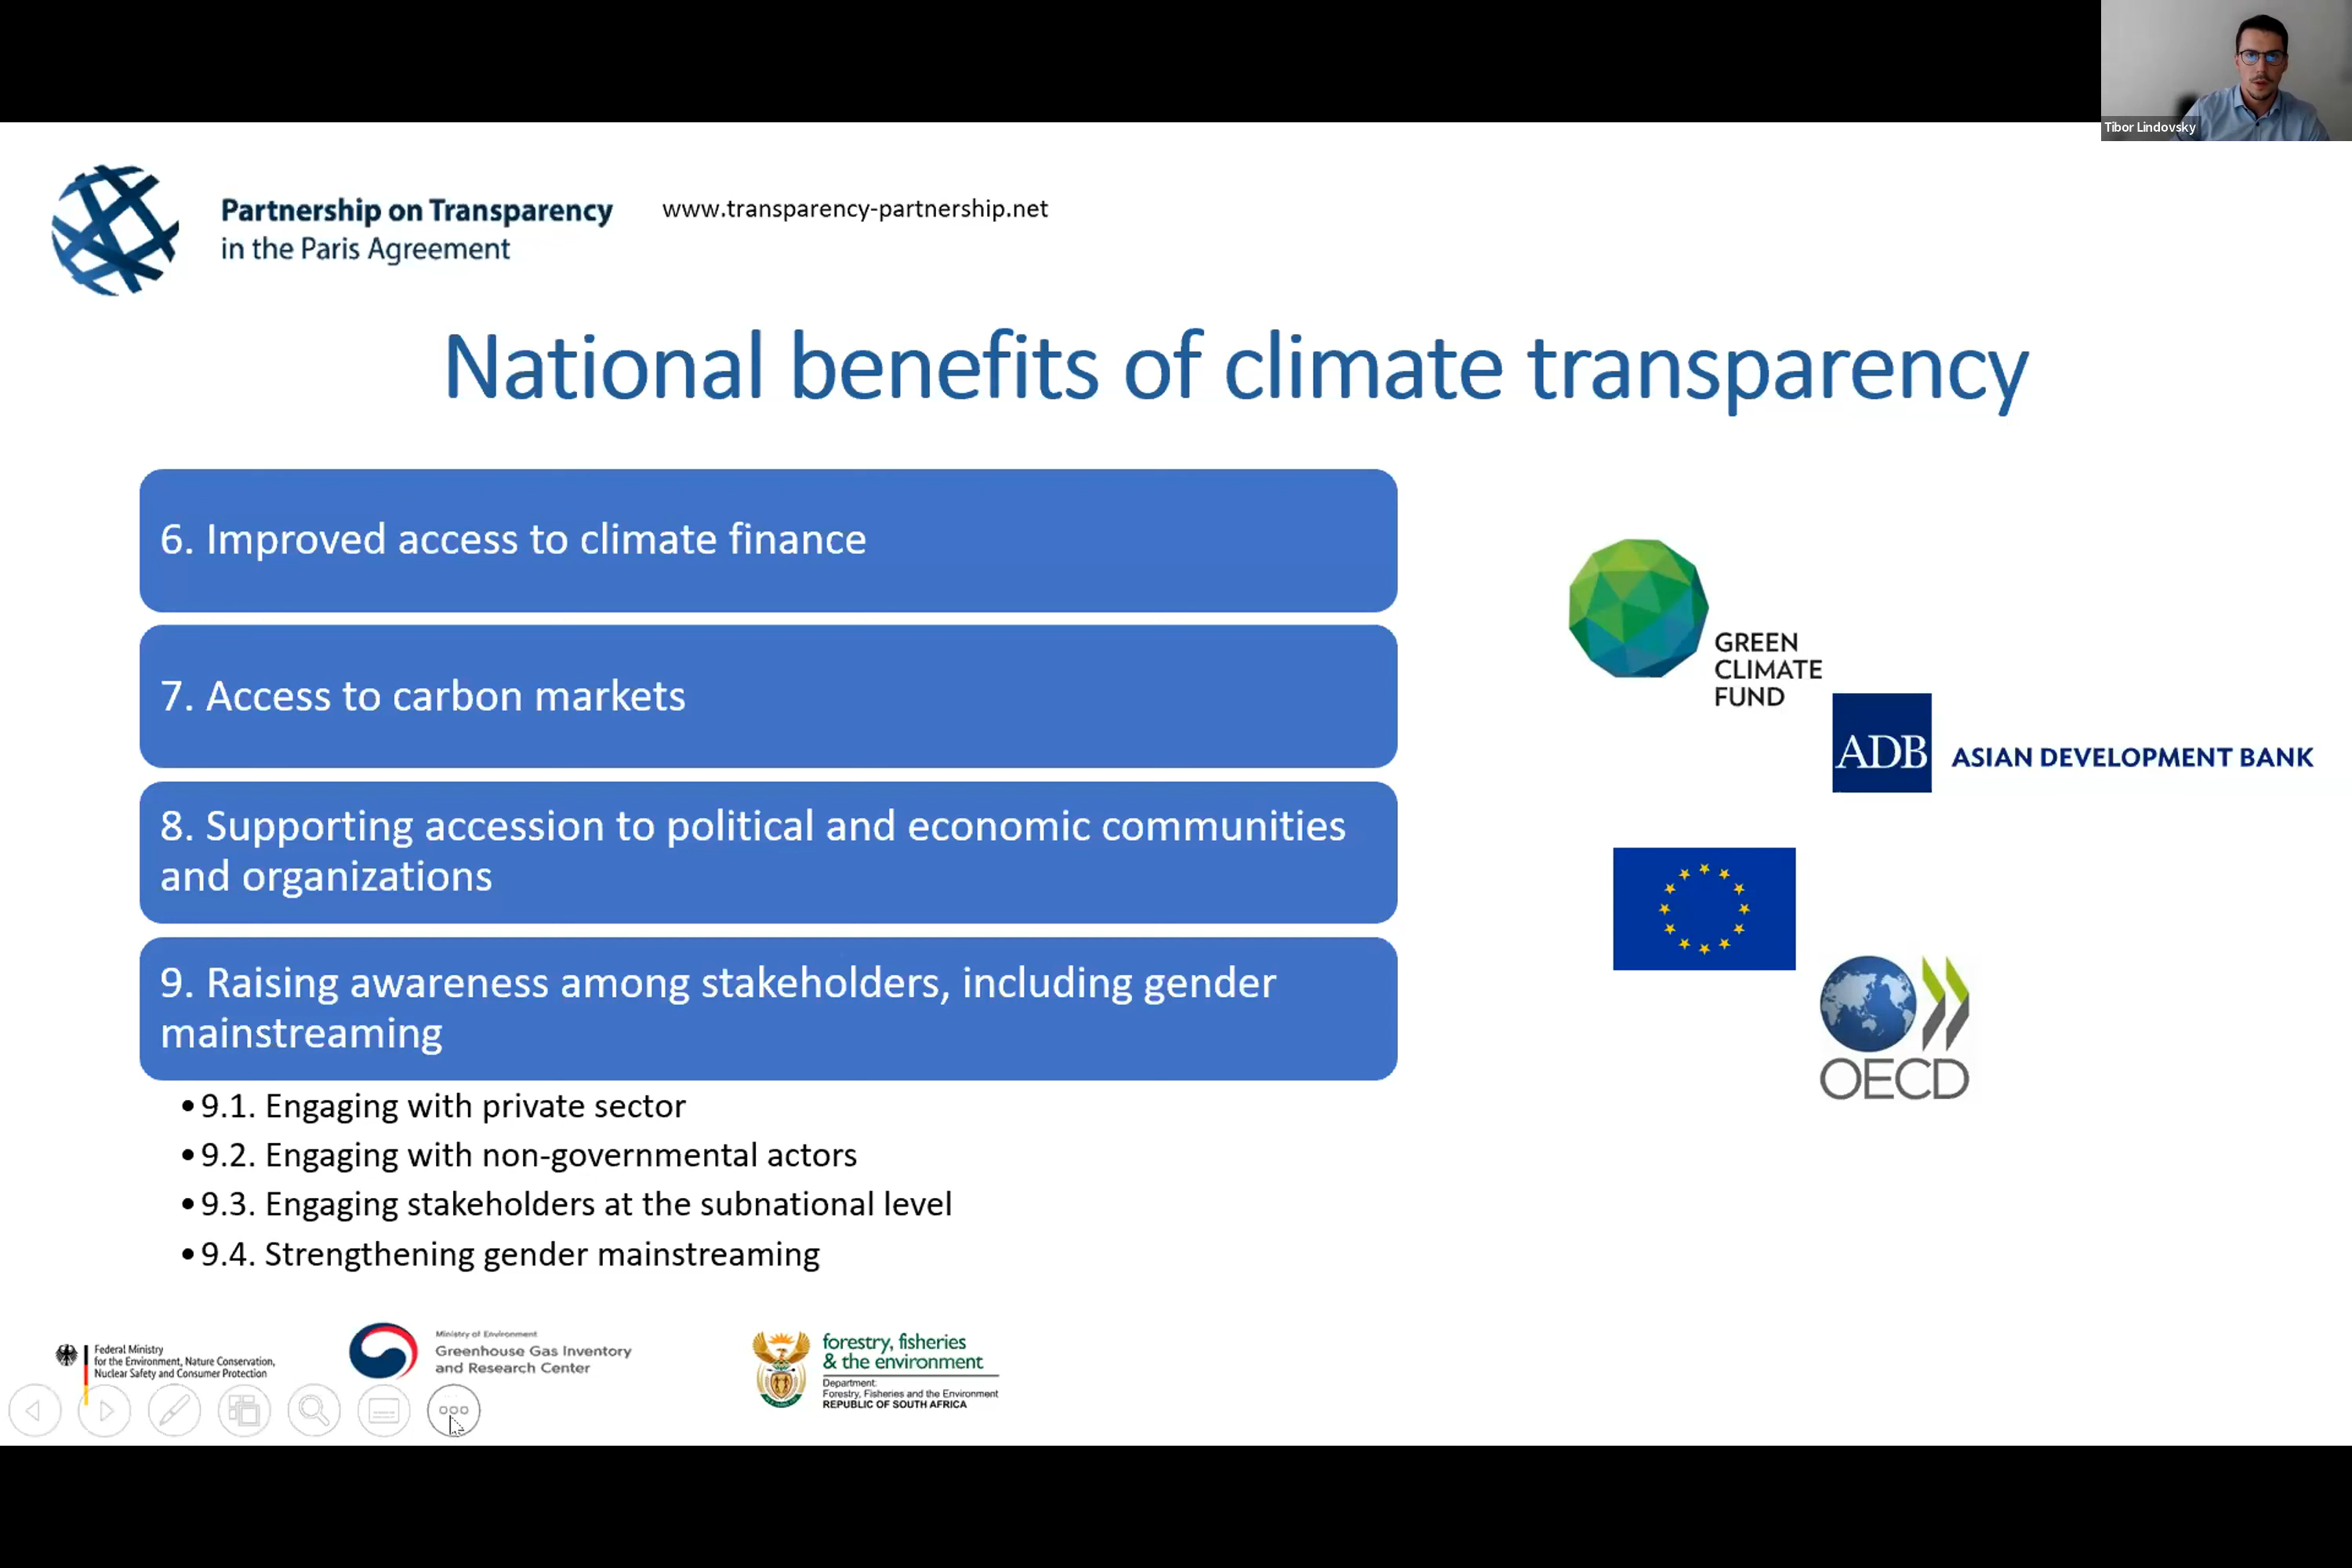 Tibor Lindovsky
Partnership on Transparency
in the Paris Agreement
www.transparency-partnership.net
National benefits of climate transparency
6. Improved access to climate finance
7. Access to carbon markets
8. Supporting accession to political and economic communities
and organizations
9. Raising awareness among stakeholders, including gender
mainstreaming
• 9.1. Engaging with private sector
• 9.2. Engaging with non-governmental actors
• 9.3. Engaging stakeholders at the subnational level
• 9.4. Strengthening gender mainstreaming
GREEN
CLIMATE
FUND
ADB
ASIAN DEVELOPMENT BANK
OECD
Federal Ministry
for the Environment, Nature Conservation,
Nuclear Safety and Consumer Protection
Ministry of Environment
Greenhouse Gas Inventory
and Research Center
forestry, fisheries
& the environment
Department:
Forestry, Fisheries and the Environment
REPUBLIC OF SOUTH AFRICA